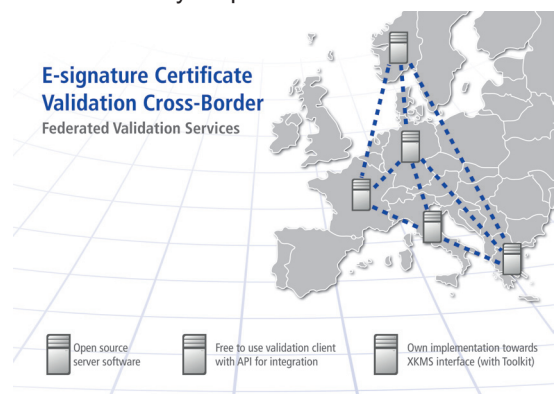 E-signature Certificate
Validation Cross-Border
Federated Validation Services
Open source
server software
Free to use validation client
with API for integration
Own implementation towards
XKMS interface (with Toolkit)